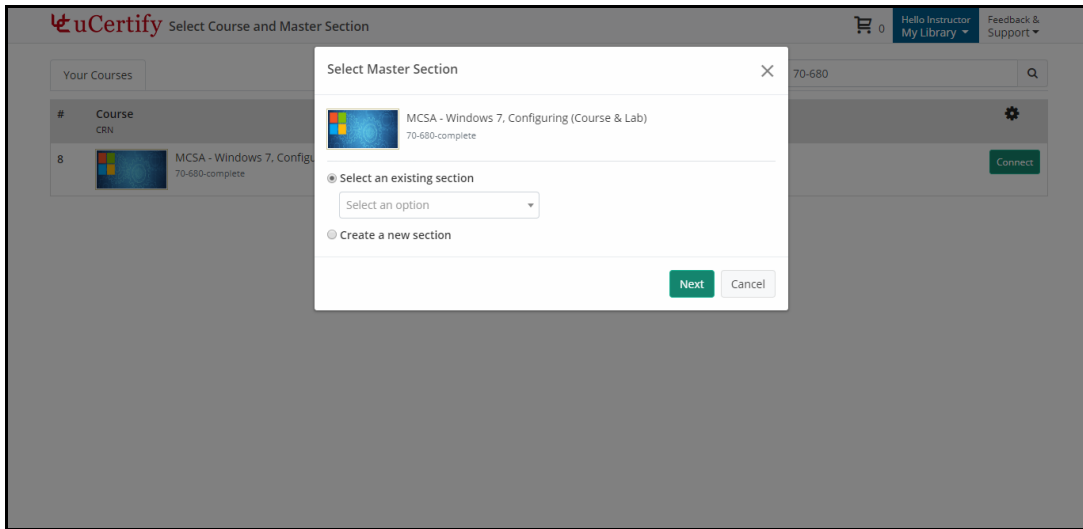 uCertify Select Course and Master Section
0
Hello Instructor
My Library
Feedback &
Support
Your Courses
70-680
# Course
CRN
8 MCSA - Windows 7, Configu
70-680-complete
Connect
Select Master Section
MCSA - Windows 7, Configuring (Course & Lab)
70-680-complete
Select an existing section
Select an option
Create a new section
Next Cancel